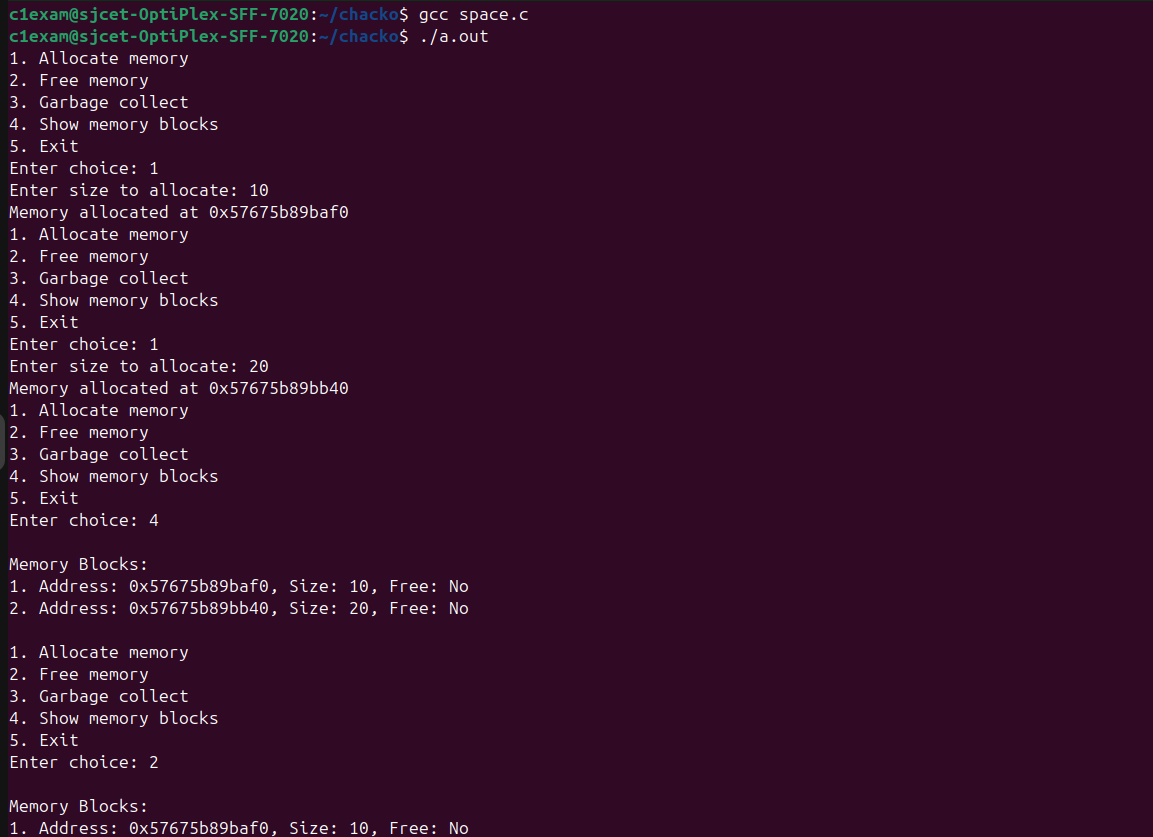 c1exam@sjcet-OptiPlex-SFF-7020:~/chacko$ gcc space.c
c1exam@sjcet-OptiPlex-SFF-7020:~/chacko$ ./a.out
1. Allocate memory
2. Free memory
3. Garbage collect
4. Show memory blocks
5. Exit
Enter choice: 1
Enter size to allocate: 10
Memory allocated at 0x57675b89baf0
1. Allocate memory
2. Free memory
3. Garbage collect
4. Show memory blocks
5. Exit
Enter choice: 1
Enter size to allocate: 20
Memory allocated at 0x57675b89bb40
1. Allocate memory
2. Free memory
3. Garbage collect
4. Show memory blocks
5. Exit
Enter choice: 4
Memory Blocks:
1. Address: 0x57675b89baf0, Size: 10, Free: No
2. Address: 0x57675b89bb40, Size: 20, Free: No
1. Allocate memory
2. Free memory
3. Garbage collect
4. Show memory blocks
5. Exit
Enter choice: 2
Memory Blocks:
1. Address: 0x57675b89baf0, Size: 10, Free: No